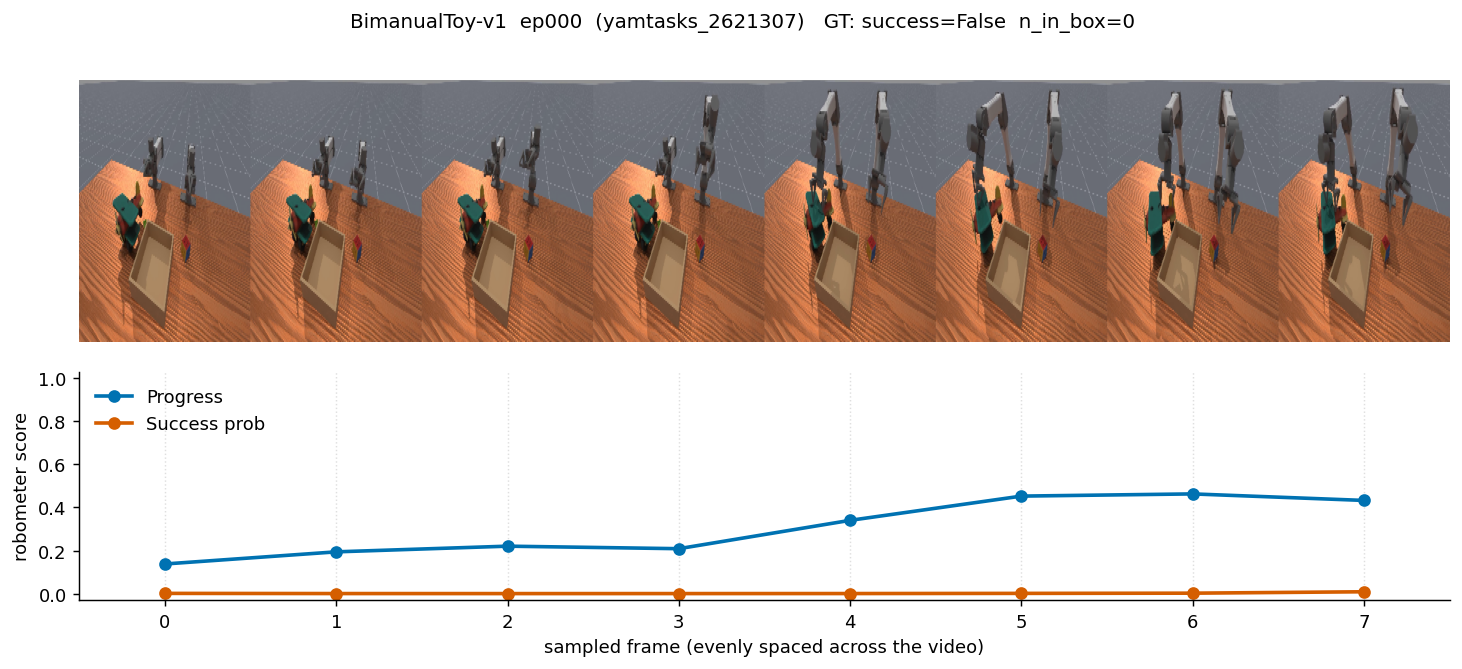 BimanualToy-v1  ep000  (yamtasks_2621307)   GT: success=False  n_in_box=0
1.0
0.8
0.6
0.4
0.2
0.0
robometer score
Progress
Success prob
0 1 2 3 4 5 6 7
sampled frame (evenly spaced across the video)